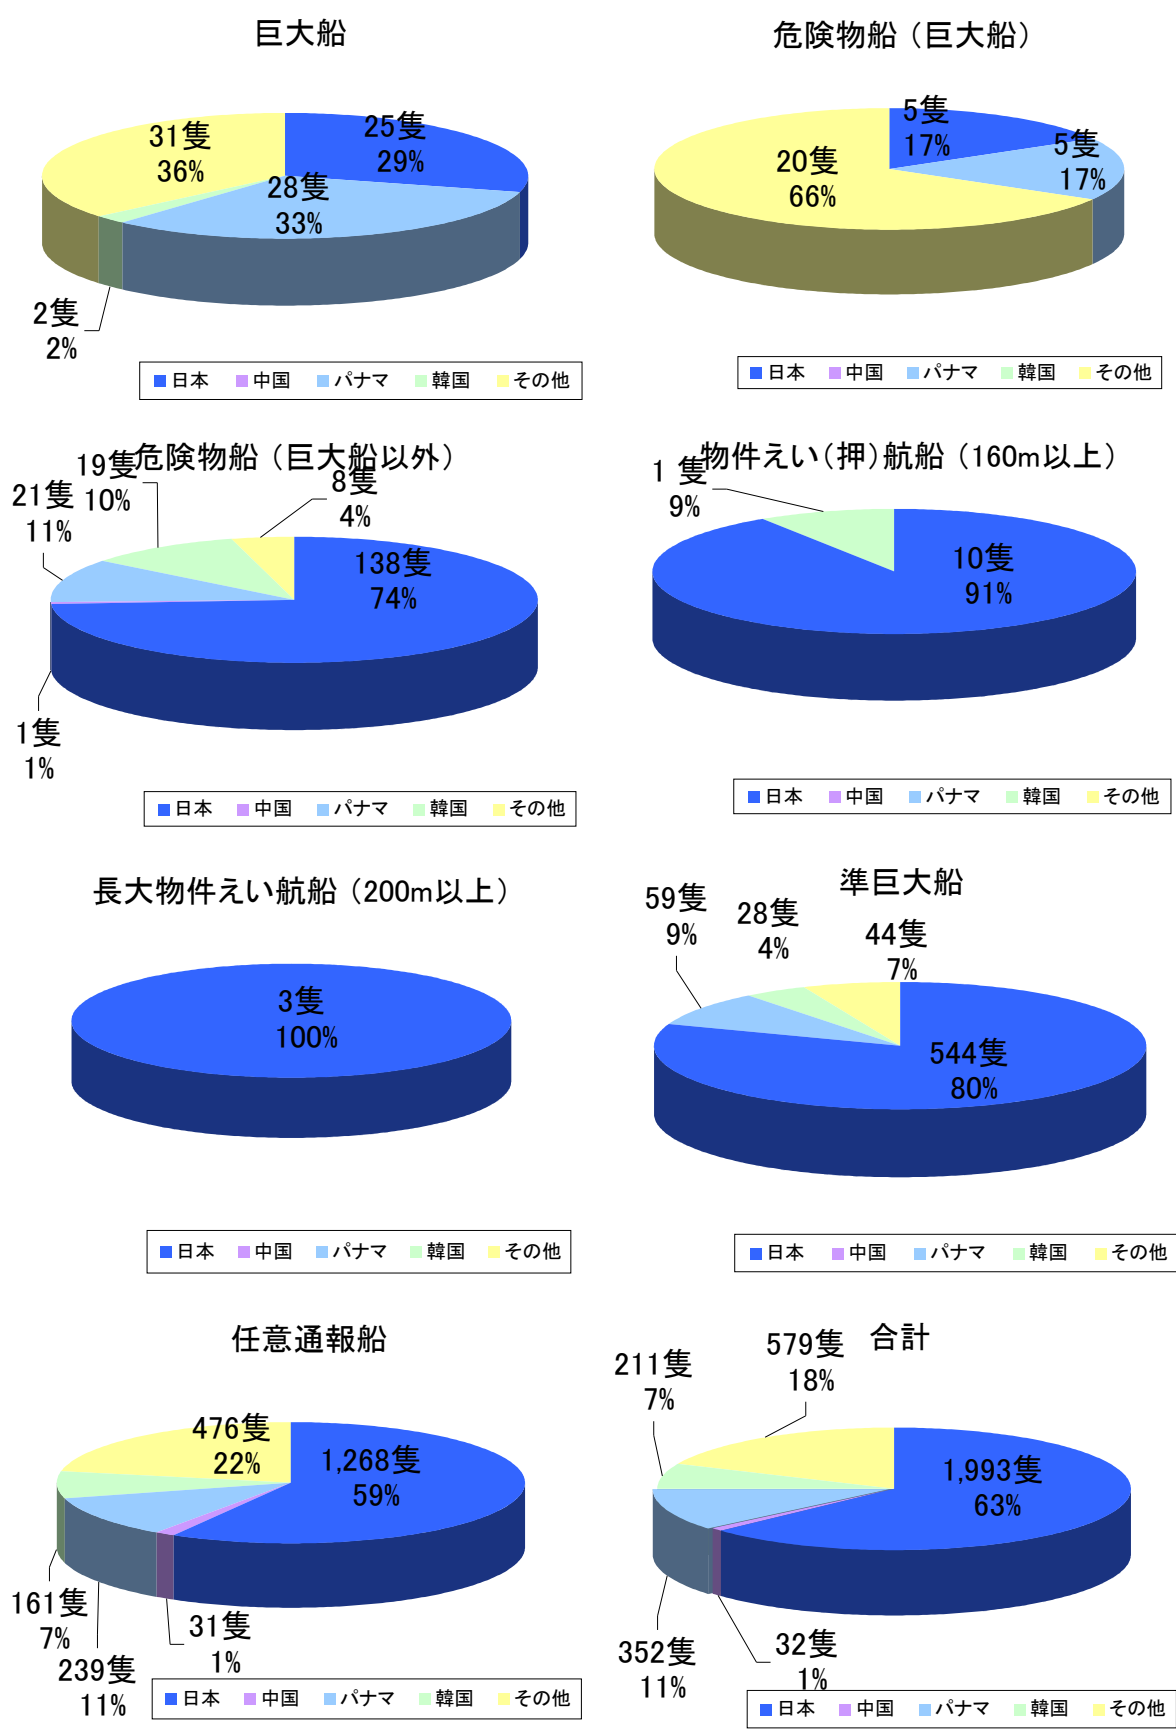 巨大船
31隻
36%
25隻
29%
28隻
33%
2隻
2%
日本 中国 パナマ 韓国 その他
危険物船（巨大船）
5隻
17%
5隻
17%
20隻
66%
日本 中国 パナマ 韓国 その他
危険物船（巨大船以外）
19隻
10%
21隻
11%
8隻
4%
138隻
74%
1隻
1%
日本 中国 パナマ 韓国 その他
物件えい（押）航船（160m以上）
1 隻
9%
10隻
91%
日本 中国 パナマ 韓国 その他
長大物件えい航船（200m以上）
3隻
100%
日本 中国 パナマ 韓国 その他
準巨大船
59隻
9%
28隻
4%
44隻
7%
544隻
80%
日本 中国 パナマ 韓国 その他
任意通報船
476隻
22%
1,268隻
59%
161隻
7%
239隻
11%
31隻
1%
日本 中国 パナマ 韓国 その他
合計
579隻
18%
211隻
7%
1,993隻
63%
352隻
11%
32隻
1%
日本 中国 パナマ 韓国 その他